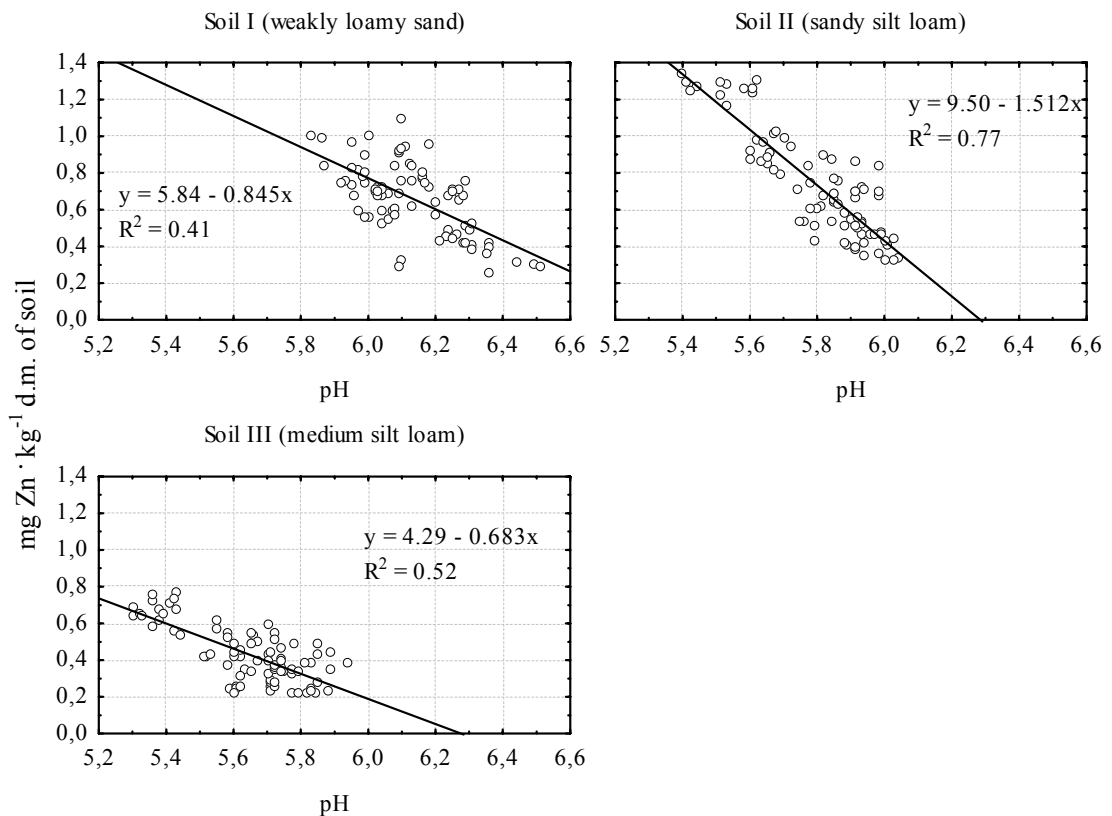 Soil I (weakly loamy sand)
1,4
1,2
1,0
0,8
0,6
0,4
0,2
0,0
y = 5.84 - 0.845x
R² = 0.41
5,2 5,4 5,6 5,8 6,0 6,2 6,4 6,6
pH
Soil II (sandy silt loam)
y = 9.50 - 1.512x
R² = 0.77
5,2 5,4 5,6 5,8 6,0 6,2 6,4 6,6
pH
mg Zn · kg⁻¹ d.m. of soil
Soil III (medium silt loam)
1,4
1,2
1,0
0,8
0,6
0,4
0,2
0,0
y = 4.29 - 0.683x
R² = 0.52
5,2 5,4 5,6 5,8 6,0 6,2 6,4 6,6
pH